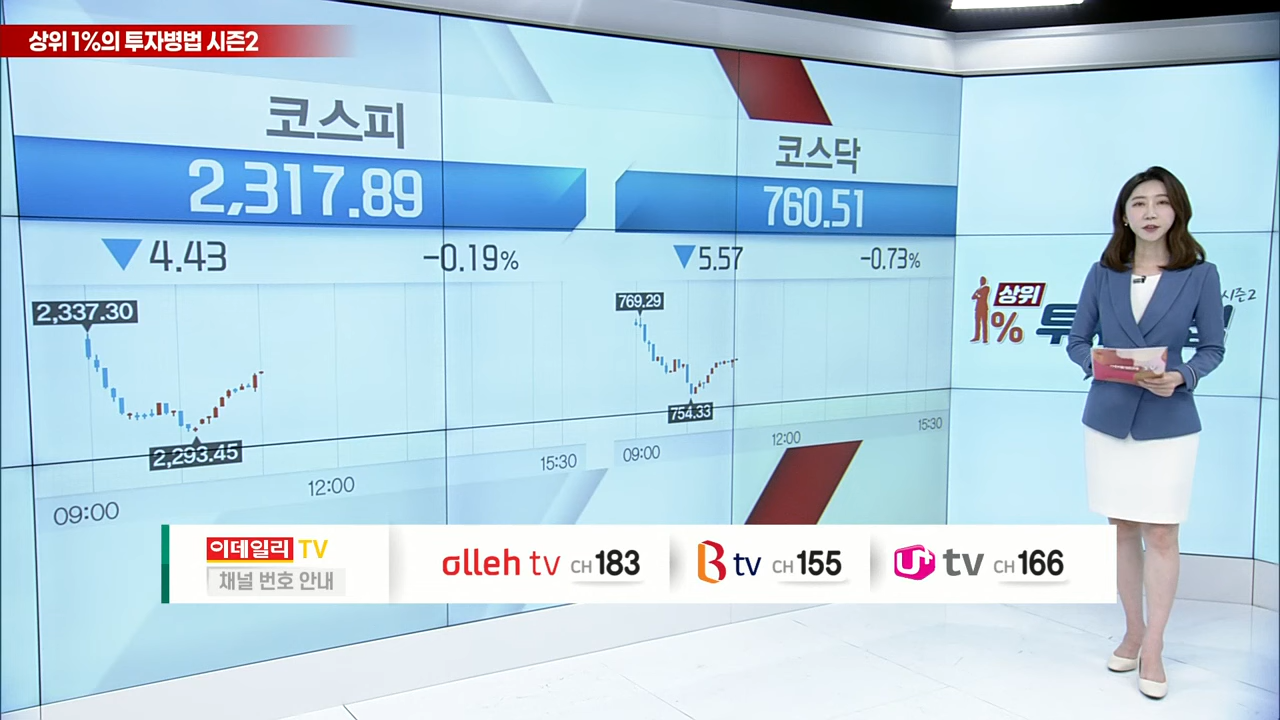 상위 1%의 투자병법 시즌2
코스피
2,317.89
▼4.43 -0.19%
2,337.30
2,293.45
09:00 12:00 15:30
코스닥
760.51
▼5.57 -0.73%
769.29
754.33
09:00 12:00 15:30
상위
1%
시즌2
이데일리 TV
채널 번호 안내
olleh tv CH 183
B tv CH 155
U+ tv CH 166